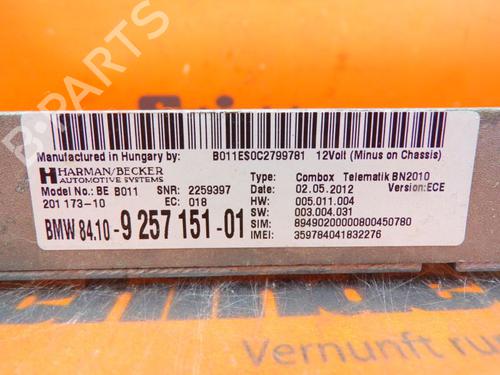 Manufactured in Hungary by: B011ES0C2799781 12Volt (Minus on Chassis)
HARMAN/BECKER
AUTOMOTIVE SYSTEMS
Type: Combox Telematik BN2010
Model No.: BE B011 SNR: 2259397 Date: 02.05.2012 Version: ECE
201 173-10 EC: 018 HW: 005.011.004
SW: 003.004.031
BMW 84.10-9 257 151-01 SIM: 89490200000800450780
IMEI: 359784041832276
B-PARTS
Vernunft